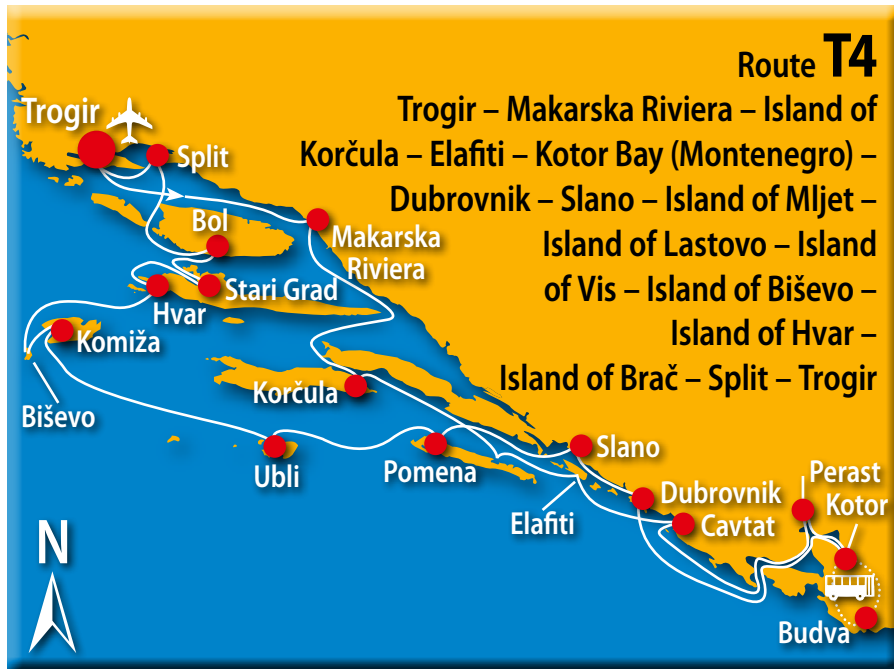 Route T4
Trogir – Makarska Riviera – Island of
Korčula – Elafiti – Kotor Bay (Montenegro) –
Dubrovnik – Slano – Island of Mljet –
Island of Lastovo – Island
of Vis – Island of Biševo –
Island of Hvar –
Island of Brač – Split – Trogir
Trogir
Split
Bol
Makarska
Riviera
Stari Grad
Hvar
Komiža
Biševo
Korčula
Ubli
Pomena
Slano
Elafiti
Dubrovnik
Cavtat
Perast
Kotor
Budva
N